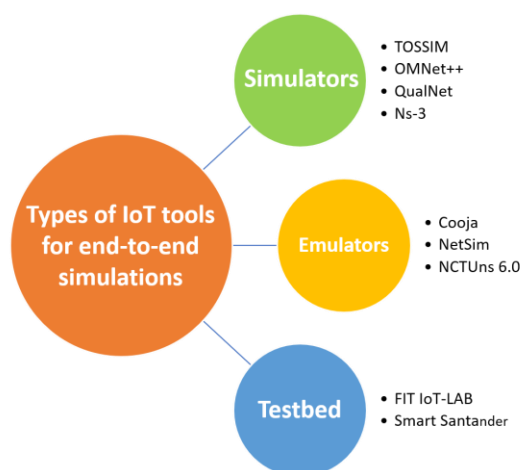 Types of IoT tools
for end-to-end
simulations
Simulators
• TOSSIM
• OMNet++
• QualNet
• Ns-3
Emulators
• Cooja
• NetSim
• NCTUns 6.0
Testbed
• FIT IoT-LAB
• Smart Santander